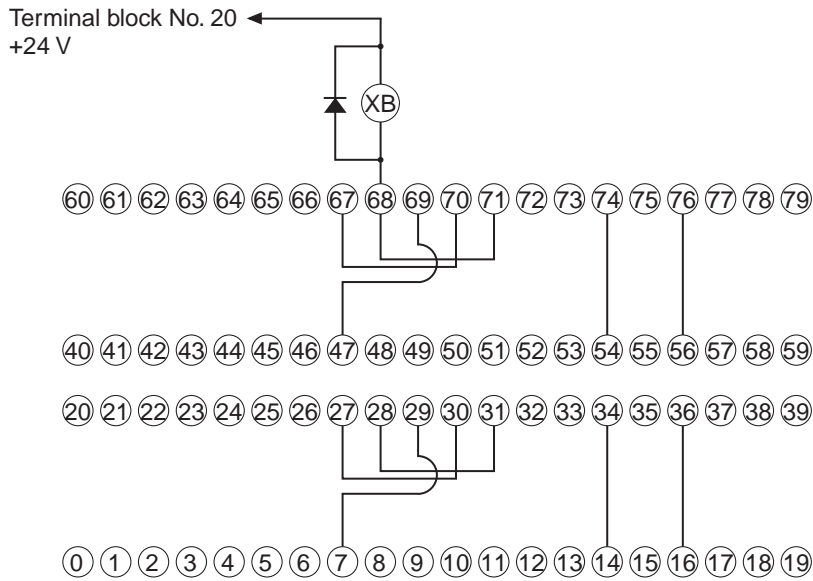 Terminal block No. 20
+24 V
XB
60 61 62 63 64 65 66 67 68 69 70 71 72 73 74 75 76 77 78 79
40 41 42 43 44 45 46 47 48 49 50 51 52 53 54 55 56 57 58 59
20 21 22 23 24 25 26 27 28 29 30 31 32 33 34 35 36 37 38 39
0 1 2 3 4 5 6 7 8 9 10 11 12 13 14 15 16 17 18 19